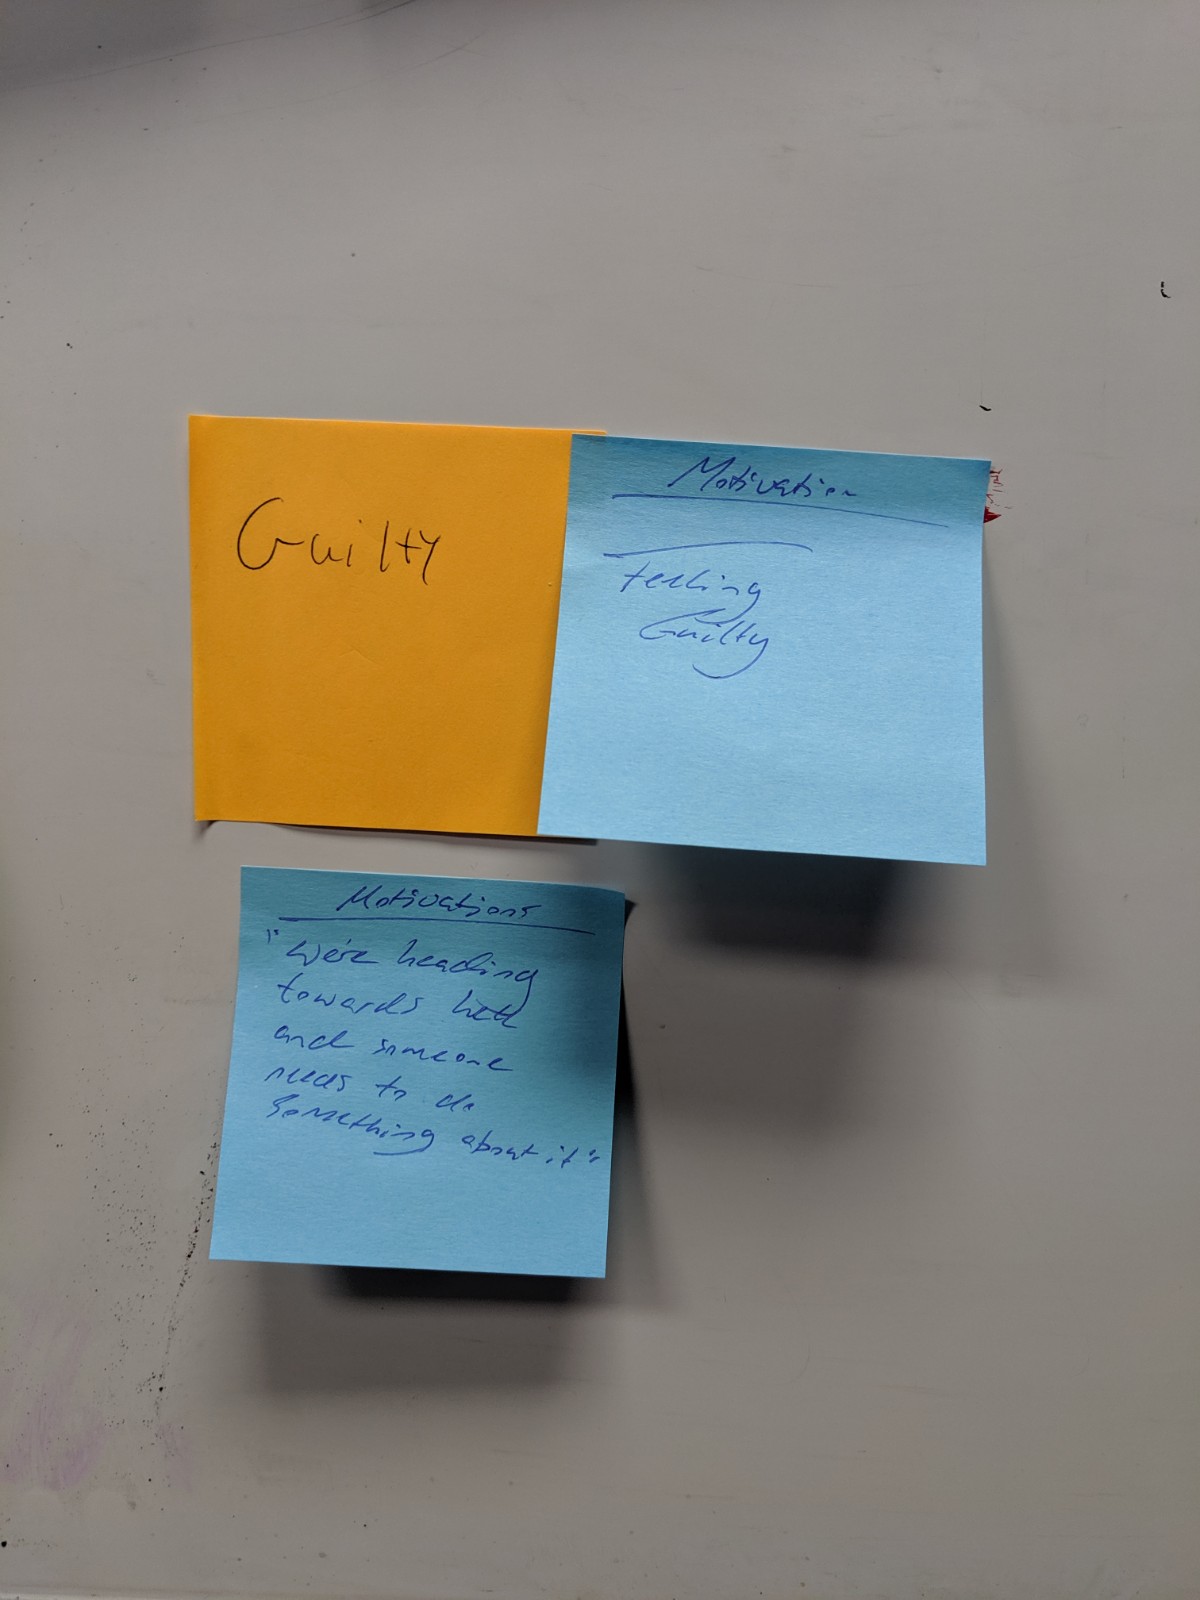 Guilty
Motivation
Feeling
Guilty
Motivations
"We're heading
towards hell
and someone
needs to do
something about it"